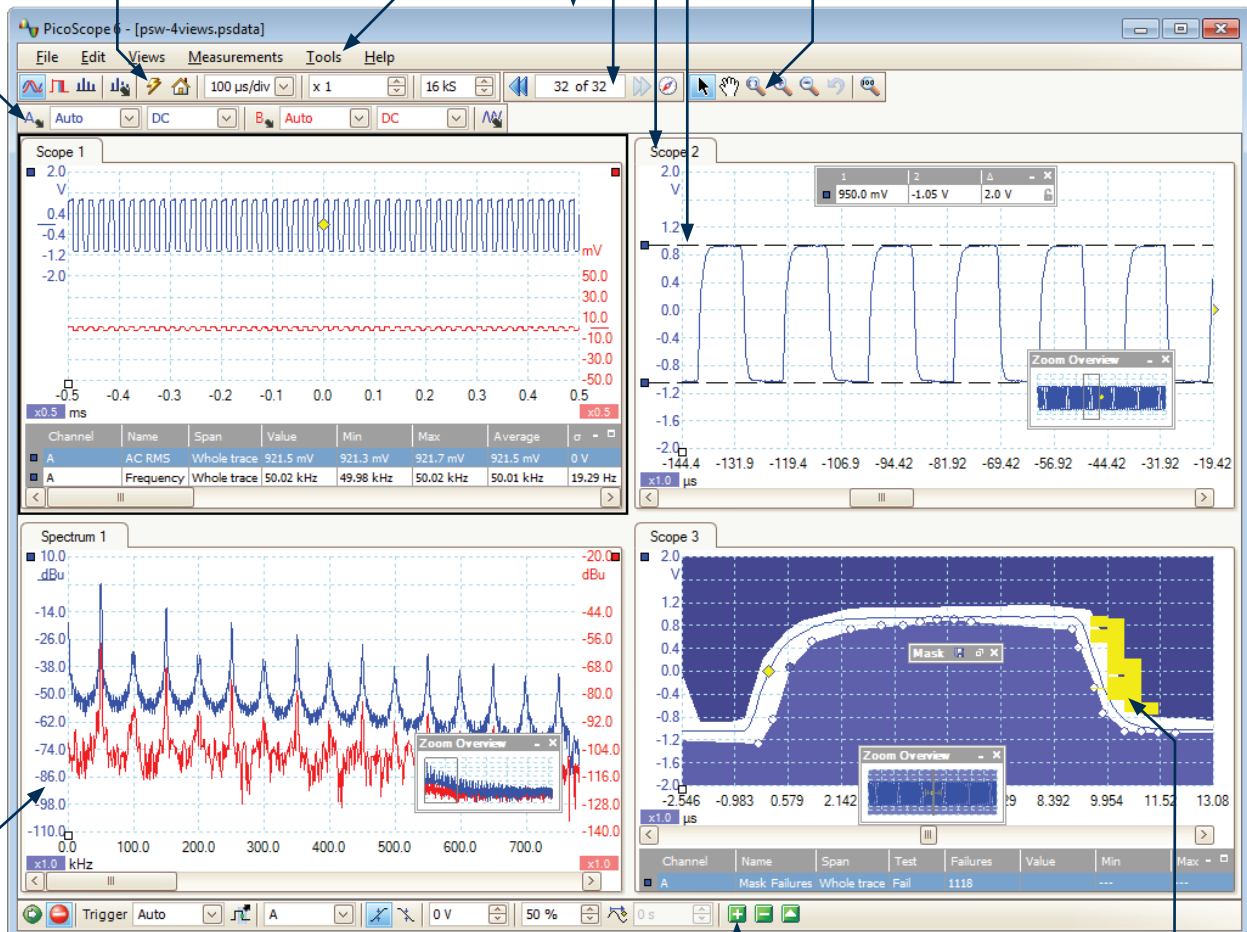 PicoScope 6 - [psw-4views.psdata]
File Edit Views Measurements Tools Help
100 µs/div x 1 16 kS 32 of 32
A Auto DC B Auto DC
Scope 1
2.0
V
0.4
-0.4
-1.2
-2.0
mV
50.0
30.0
10.0
-10.0
-30.0
-50.0
-0.5 -0.4 -0.3 -0.2 -0.1 0.0 0.1 0.2 0.3 0.4 0.5
x0.5 ms x0.5
Channel Name Span Value Min Max Average σ
A AC RMS Whole trace 921.5 mV 921.3 mV 921.7 mV 921.5 mV 0 V
A Frequency Whole trace 50.02 kHz 49.98 kHz 50.02 kHz 50.01 kHz 19.29 Hz
Scope 2
2.0
V
1.2
0.8
0.4
0.0
-0.4
-0.8
-1.2
-1.6
-2.0
1 2 Δ
950.0 mV -1.05 V 2.0 V
Zoom Overview
-144.4 -131.9 -119.4 -106.9 -94.42 -81.92 -69.42 -56.92 -44.42 -31.92 -19.42
x1.0 µs
Spectrum 1
10.0
dBu
-14.0
-26.0
-38.0
-50.0
-62.0
-74.0
-86.0
-98.0
-110.0
-20.0
dBu
-44.0
-56.0
-68.0
-80.0
-92.0
-104.0
-116.0
-128.0
-140.0
Zoom Overview
0.0 100.0 200.0 300.0 400.0 500.0 600.0 700.0
x1.0 kHz x1.0
Scope 3
2.0
V
1.2
0.8
0.4
0.0
-0.4
-0.8
-1.2
-1.6
-2.0
Mask
Zoom Overview
-2.546 -0.983 0.579 2.142 8.392 9.954 11.52 13.08
x1.0 µs
Channel Name Span Test Failures Value Min Max
A Mask Failures Whole trace Fail 1118 --- ---
Trigger Auto A 0 V 50 % 0 s